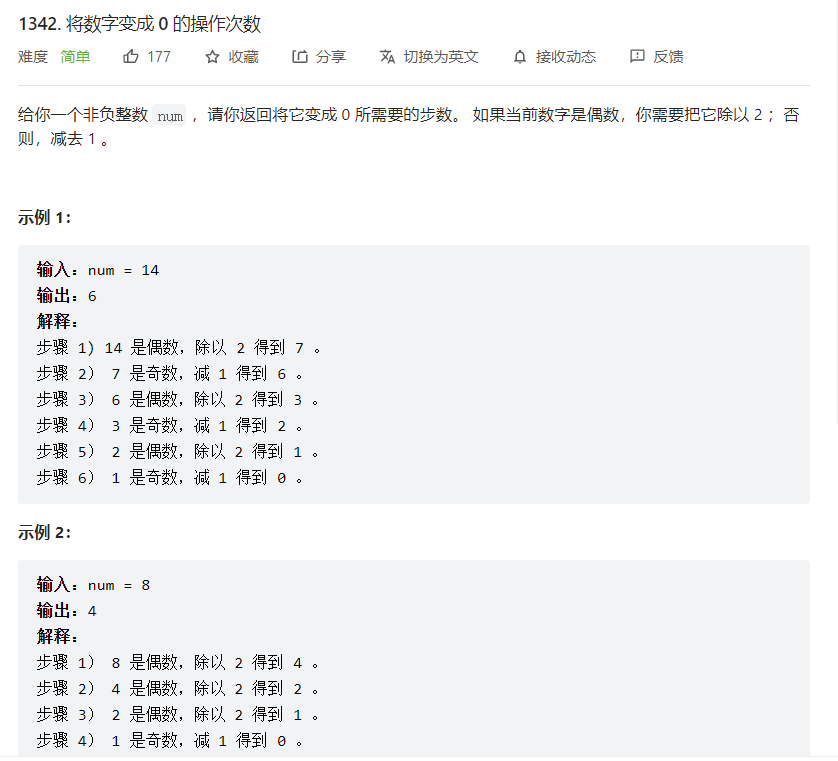 1342. 将数字变成 0 的操作次数
难度 简单 177 收藏 分享 切换为英文 接收动态 反馈
给你一个非负整数 num ，请你返回将它变成 0 所需要的步数。 如果当前数字是偶数，你需要把它除以 2 ；否
则，减去 1 。
示例 1：
输入：num = 14
输出：6
解释：
步骤 1) 14 是偶数，除以 2 得到 7 。
步骤 2） 7 是奇数，减 1 得到 6 。
步骤 3） 6 是偶数，除以 2 得到 3 。
步骤 4） 3 是奇数，减 1 得到 2 。
步骤 5） 2 是偶数，除以 2 得到 1 。
步骤 6） 1 是奇数，减 1 得到 0 。
示例 2：
输入：num = 8
输出：4
解释：
步骤 1） 8 是偶数，除以 2 得到 4 。
步骤 2） 4 是偶数，除以 2 得到 2 。
步骤 3） 2 是偶数，除以 2 得到 1 。
步骤 4） 1 是奇数，减 1 得到 0 。